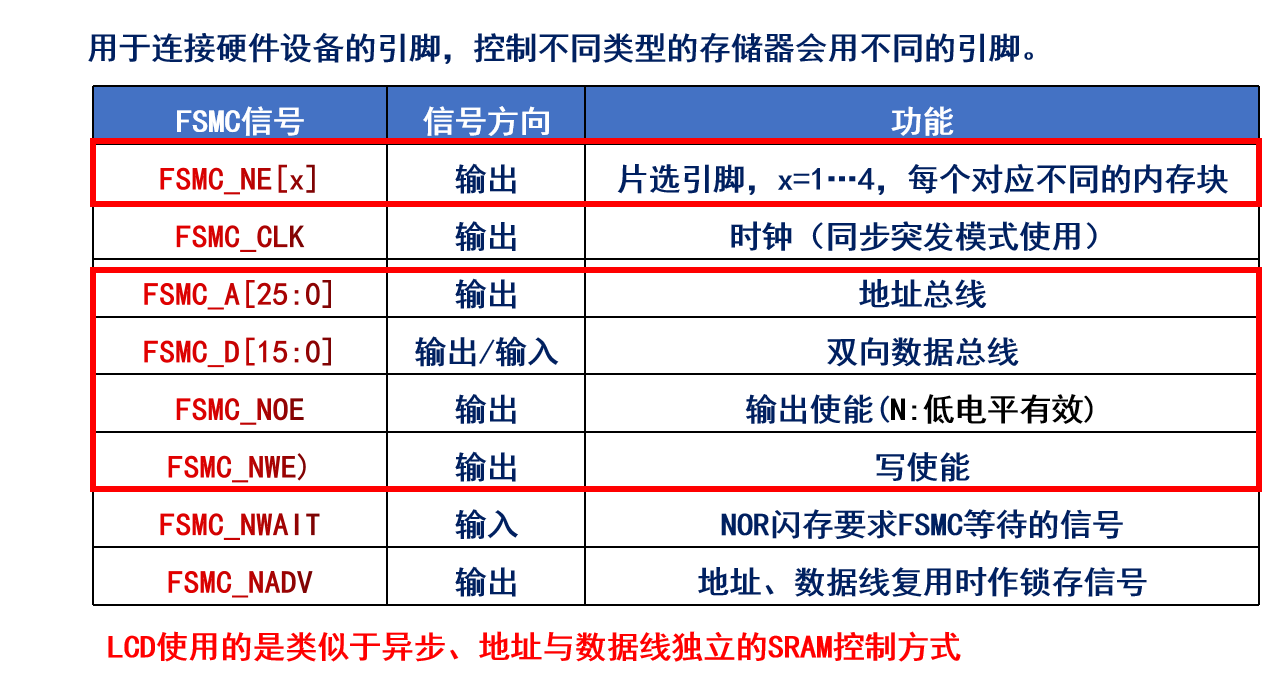 用于连接硬件设备的引脚，控制不同类型的存储器会用不同的引脚。
FSMC信号 信号方向 功能
FSMC_NE[x] 输出 片选引脚，x=1…4，每个对应不同的内存块
FSMC_CLK 输出 时钟（同步突发模式使用）
FSMC_A[25:0] 输出 地址总线
FSMC_D[15:0] 输出/输入 双向数据总线
FSMC_NOE 输出 输出使能(N:低电平有效)
FSMC_NWE) 输出 写使能
FSMC_NWAIT 输入 NOR闪存要求FSMC等待的信号
FSMC_NADV 输出 地址、数据线复用时作锁存信号
LCD使用的是类似于异步、地址与数据线独立的SRAM控制方式